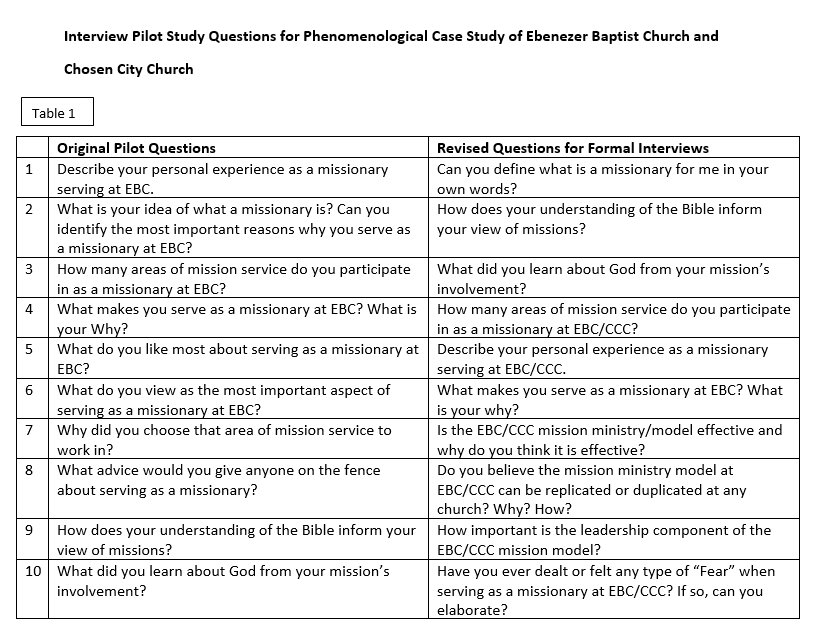 Interview Pilot Study Questions for Phenomenological Case Study of Ebenezer Baptist Church and
Chosen City Church
Table 1
Original Pilot Questions
Revised Questions for Formal Interviews
1
Describe your personal experience as a missionary
serving at EBC.
Can you define what is a missionary for me in your
own words?
2
What is your idea of what a missionary is? Can you
identify the most important reasons why you serve as
a missionary at EBC?
How does your understanding of the Bible inform
your view of missions?
3
How many areas of mission service do you participate
in as a missionary at EBC?
What did you learn about God from your mission’s
involvement?
4
What makes you serve as a missionary at EBC? What is
your Why?
How many areas of mission service do you participate
in as a missionary at EBC/CCC?
5
What do you like most about serving as a missionary at
EBC?
Describe your personal experience as a missionary
serving at EBC/CCC.
6
What do you view as the most important aspect of
serving as a missionary at EBC?
What makes you serve as a missionary at EBC? What
is your why?
7
Why did you choose that area of mission service to
work in?
Is the EBC/CCC mission ministry/model effective and
why do you think it is effective?
8
What advice would you give anyone on the fence
about serving as a missionary?
Do you believe the mission ministry model at
EBC/CCC can be replicated or duplicated at any
church? Why? How?
9
How does your understanding of the Bible inform your
view of missions?
How important is the leadership component of the
EBC/CCC mission model?
10
What did you learn about God from your mission’s
involvement?
Have you ever dealt or felt any type of “Fear” when
serving as a missionary at EBC/CCC? If so, can you
elaborate?